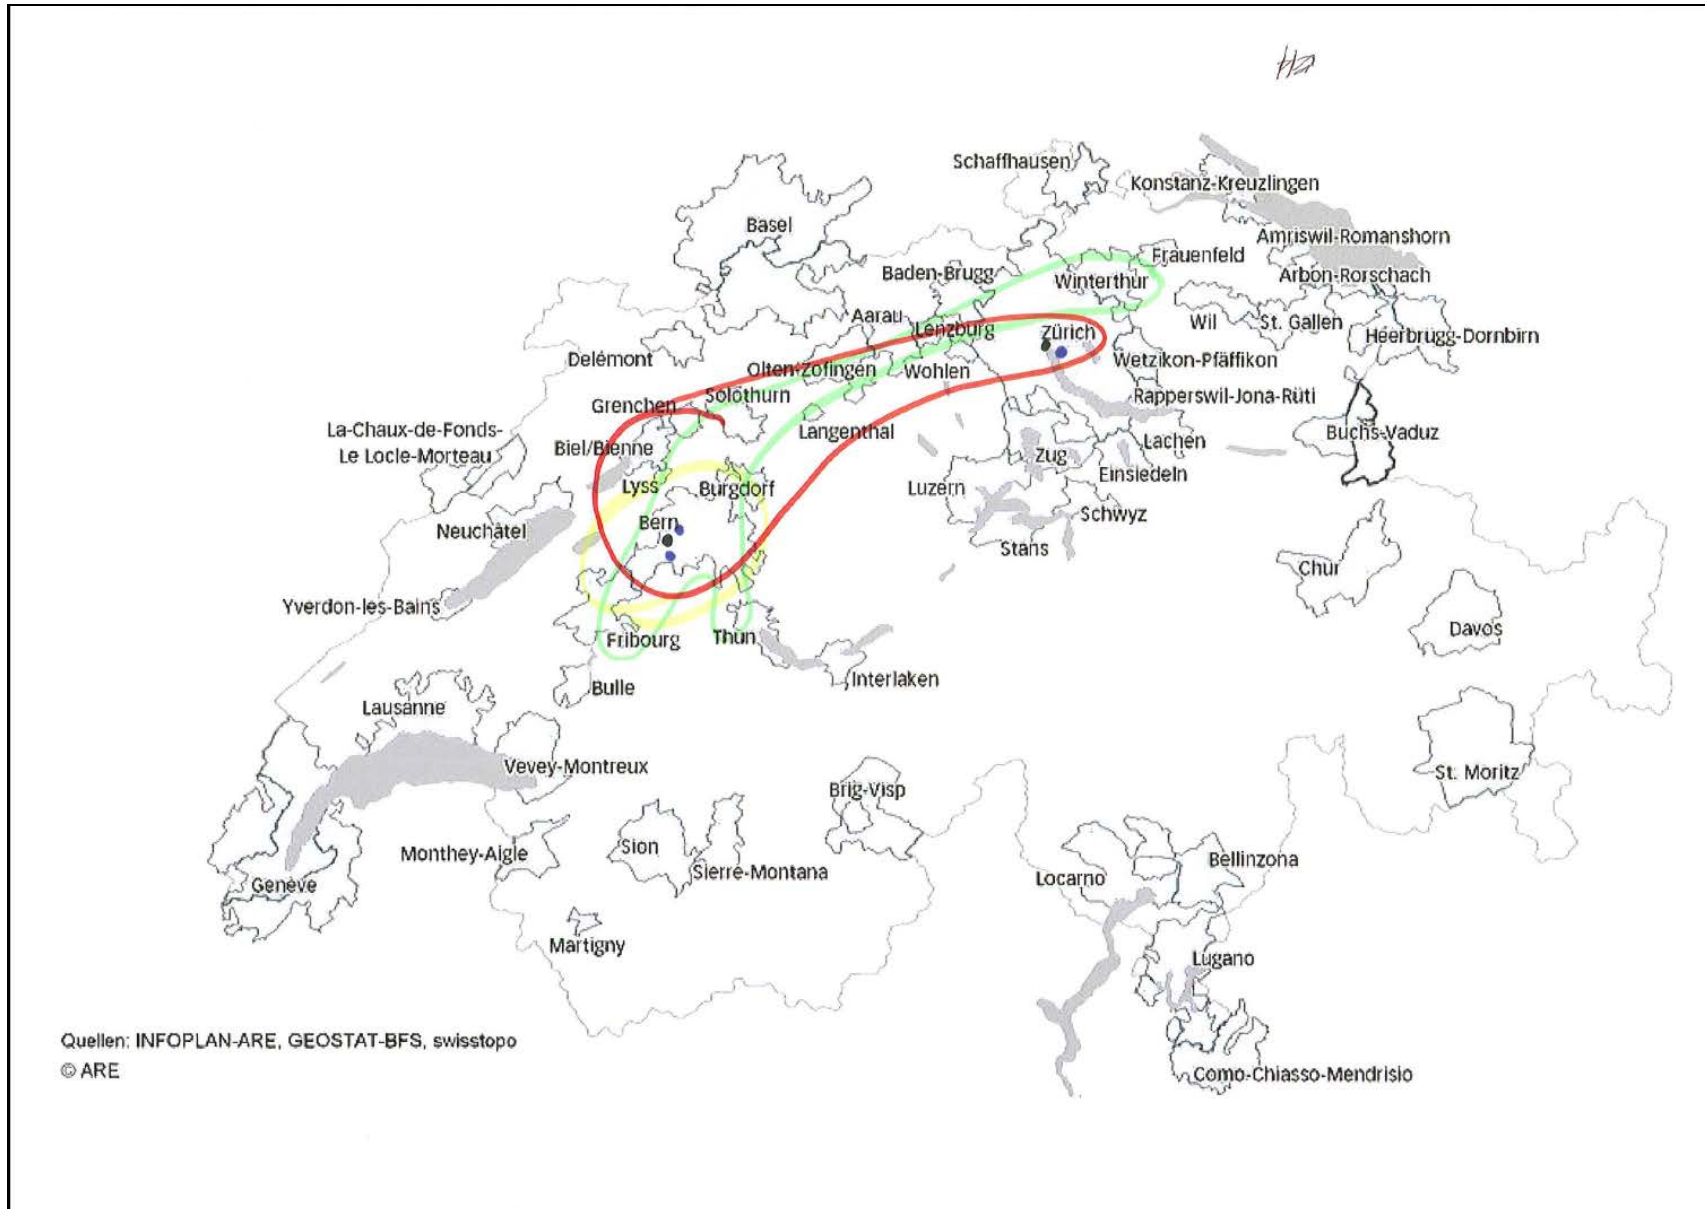 Schaffhausen
Konstanz-Kreuzlingen
Basel
Amriswil-Romanshorn
Frauenfeld
Baden-Brugg
Arbon-Rorschach
Winterthur
Aarau
Wil
St. Gallen
Lenzburg
Zürich
Heerbrugg-Dornbirn
Delémont
Wetzikon-Pfäffikon
Olten-Zofingen
Wohlen
Solothurn
Rapperswil-Jona-Rüti
Grenchen
La-Chaux-de-Fonds-
Le Locle-Morteau
Langenthal
Buchs-Vaduz
Lachen
Biel/Bienne
Zug
Einsiedeln
Lyss
Burgdorf
Luzern
Schwyz
Bern
Neuchâtel
Stans
Chur
Yverdon-les-Bains
Davos
Fribourg
Thun
Interlaken
Bulle
Lausanne
Vevey-Montreux
St. Moritz
Brig-Visp
Sion
Monthey-Aigle
Bellinzona
Sierre-Montana
Locarno
Genève
Martigny
Lugano
Quellen: INFOPLAN-ARE, GEOSTAT-BFS, swisstopo
© ARE
Como-Chiasso-Mendrisio